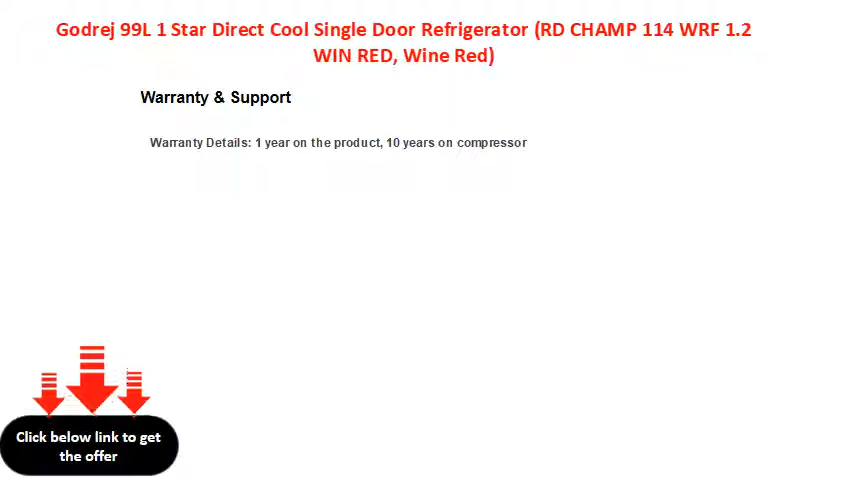 Godrej 99L 1 Star Direct Cool Single Door Refrigerator (RD CHAMP 114 WRF 1.2
WIN RED, Wine Red)
Warranty & Support
Warranty Details: 1 year on the product, 10 years on compressor
Click below link to get
the offer